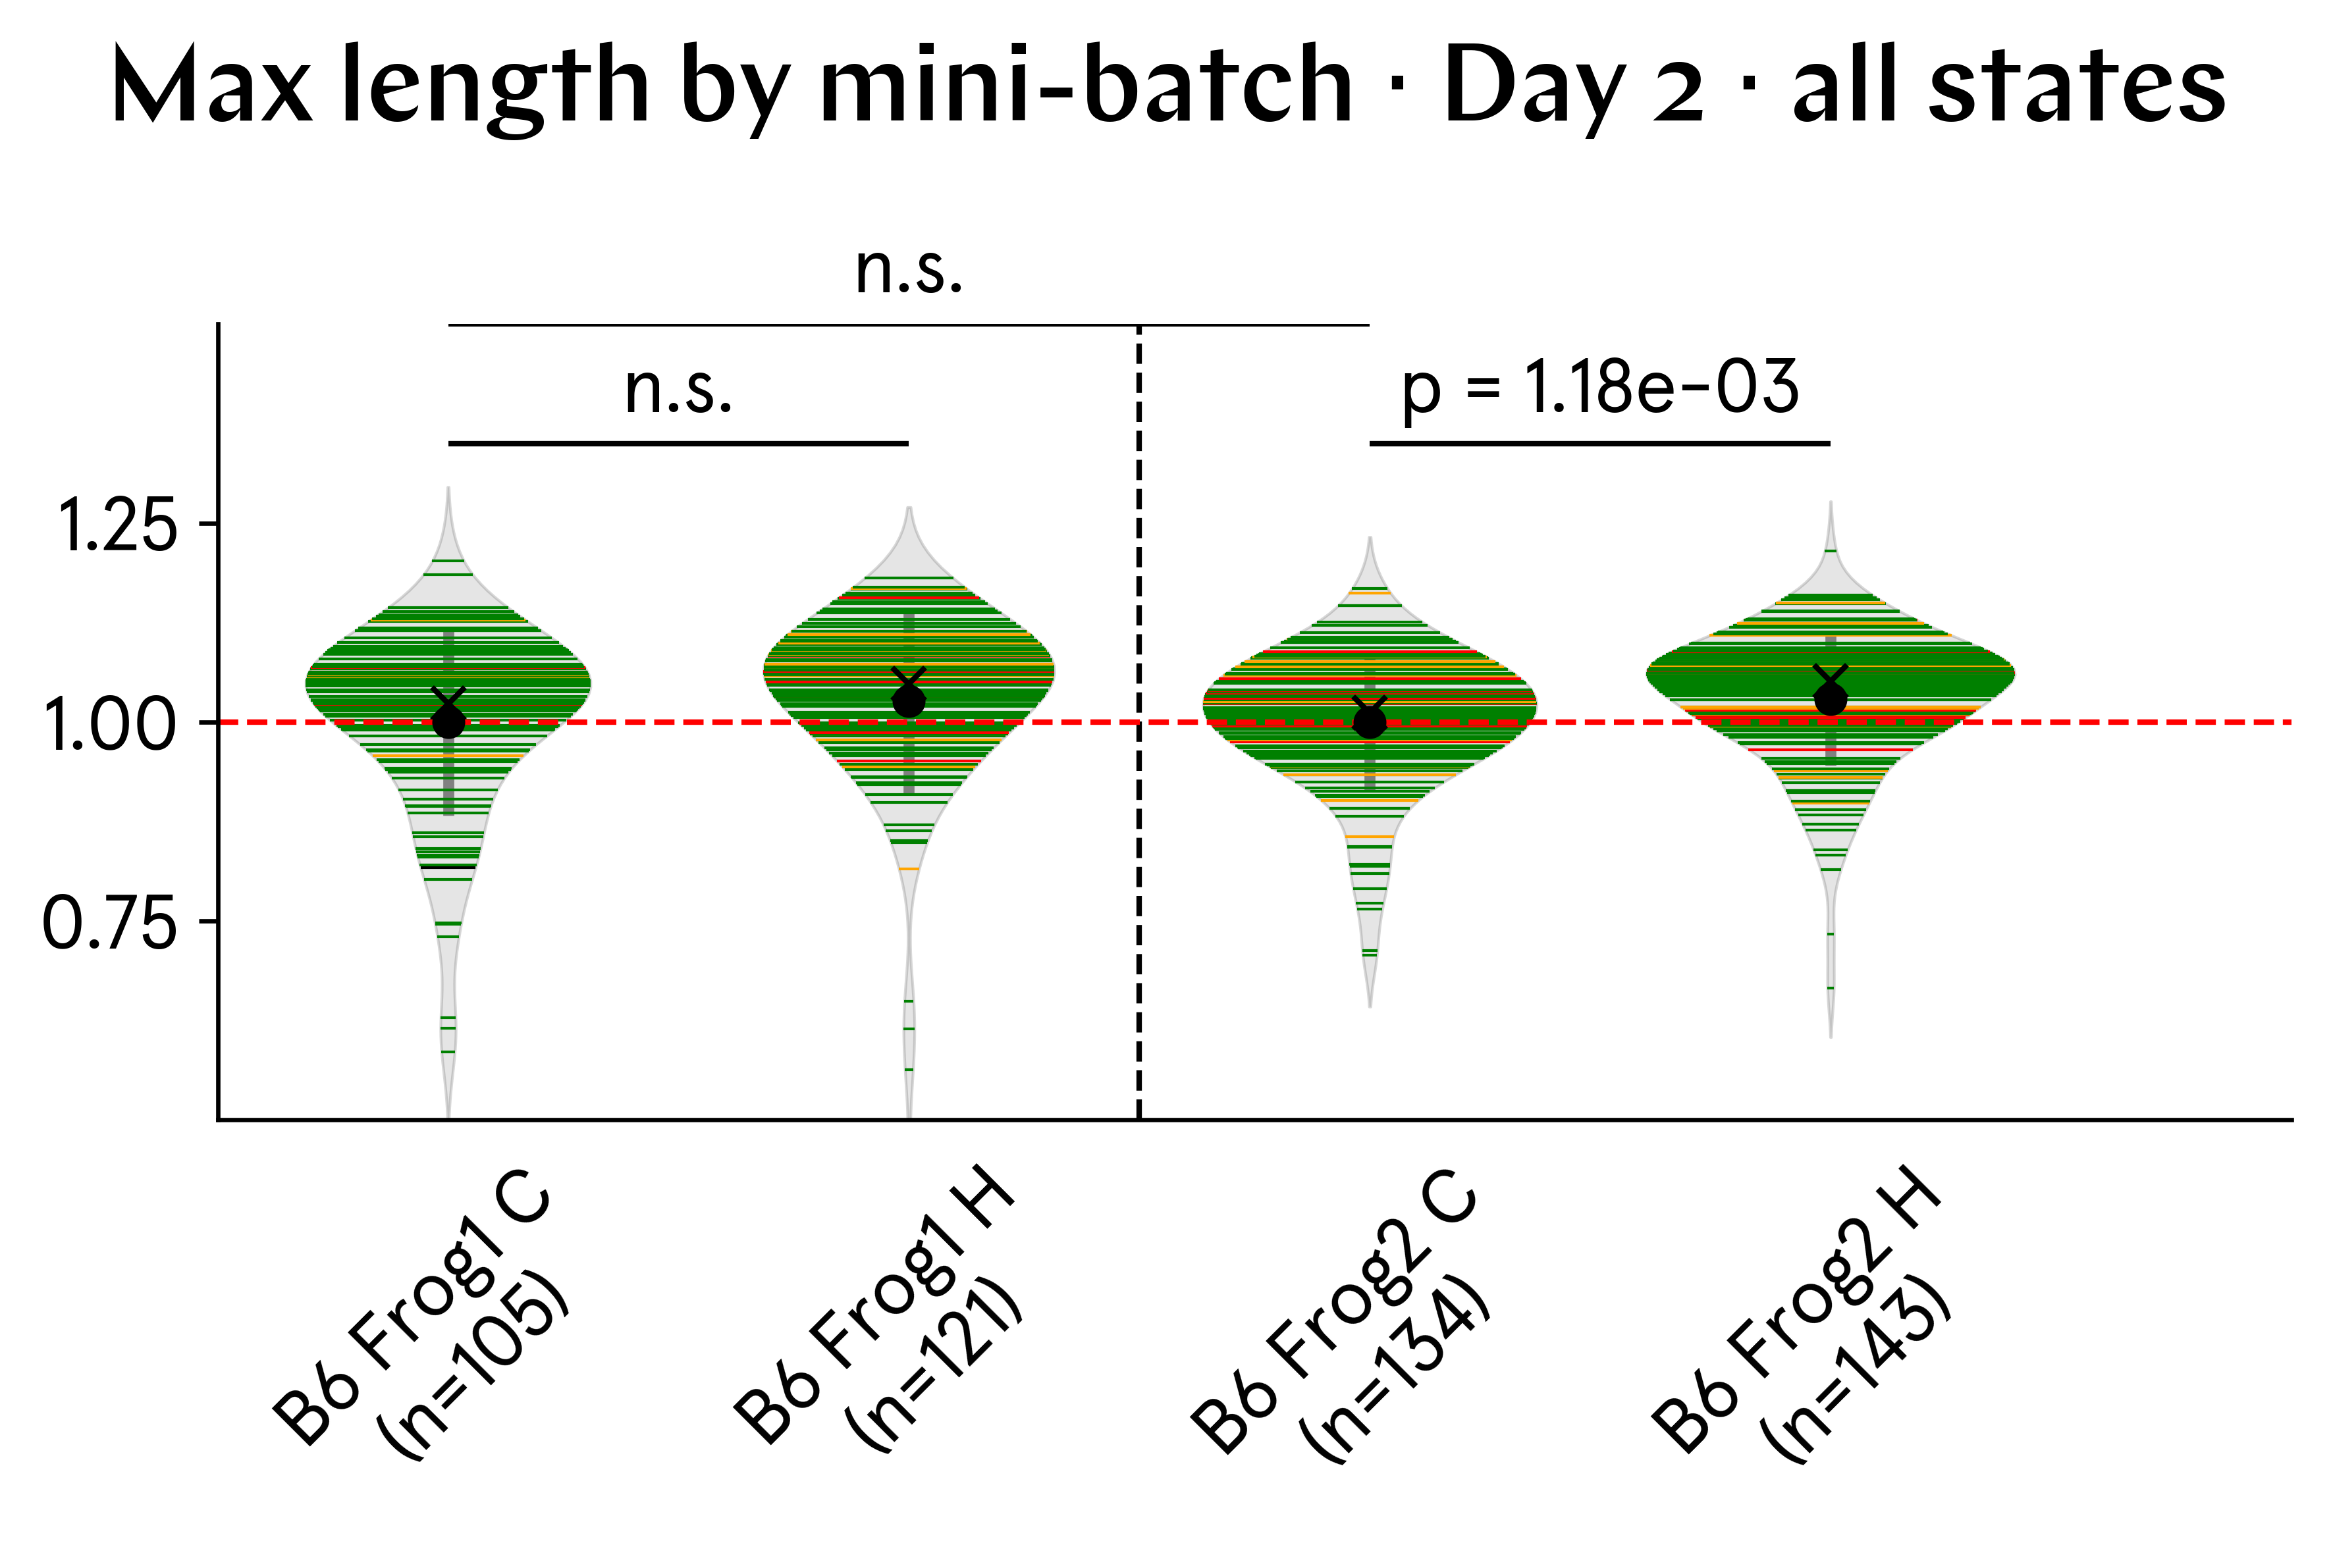 Max length by mini-batch · Day 2 · all states
n.s.
n.s.
p = 1.18e-03
1.25
1.00
0.75
B6 Frog1 C
(n=105)
B6 Frog1 H
(n=121)
B6 Frog2 C
(n=134)
B6 Frog2 H
(n=143)